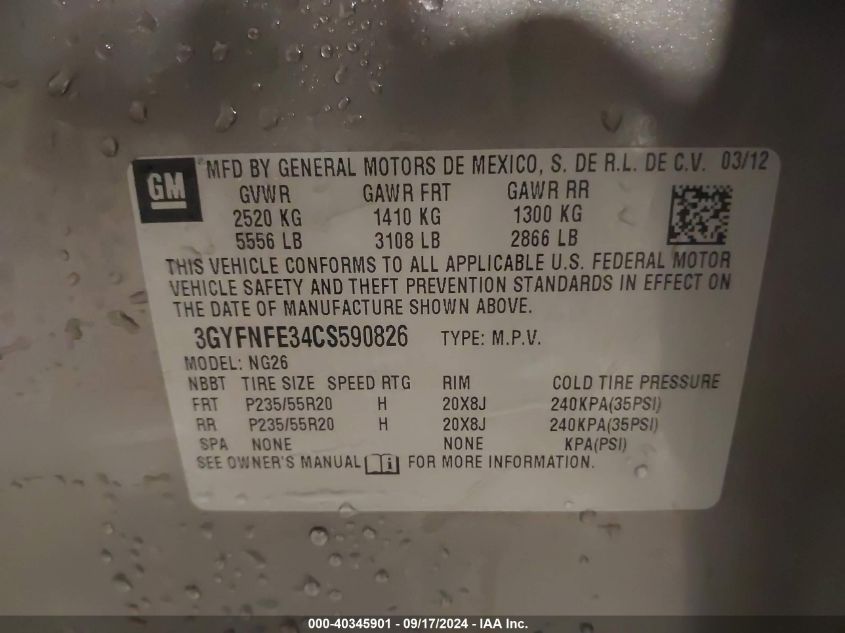 GM
MFD BY GENERAL MOTORS DE MEXICO, S. DE R.L. DE C.V. 03/12
GVWR GAWR FRT GAWR RR
2520 KG 1410 KG 1300 KG
5556 LB 3108 LB 2866 LB
THIS VEHICLE CONFORMS TO ALL APPLICABLE U.S. FEDERAL MOTOR
VEHICLE SAFETY AND THEFT PREVENTION STANDARDS IN EFFECT ON
THE DATE OF MANUFACTURE SHOWN ABOVE.
3GYFNFE34CS590826 TYPE: M.P.V.
MODEL: NG26
NBBT TIRE SIZE SPEED RTG RIM COLD TIRE PRESSURE
FRT P235/55R20 H 20X8J 240KPA(35PSI)
RR P235/55R20 H 20X8J 240KPA(35PSI)
SPA NONE NONE KPA(PSI)
SEE OWNER'S MANUAL FOR MORE INFORMATION.
000-40345901 - 09/17/2024 - IAA Inc.